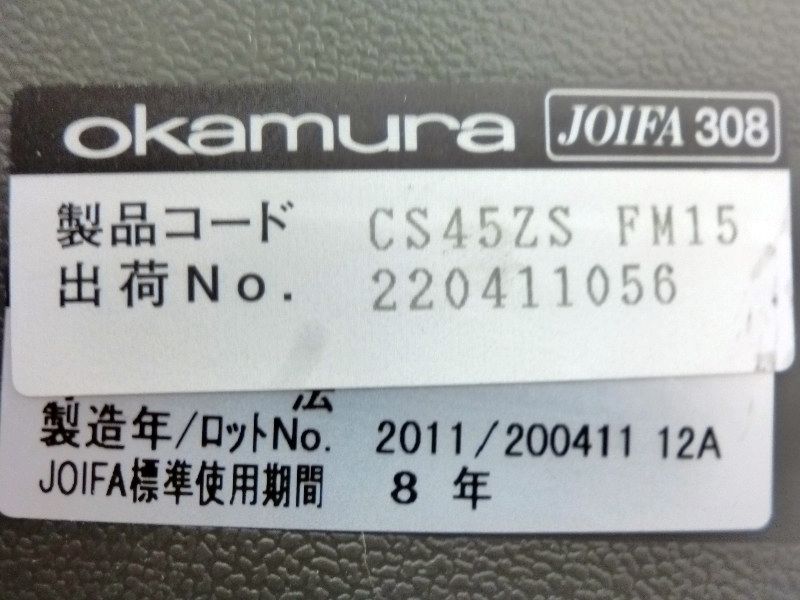 okamura JOIFA 308
製品コード CS45ZS FM15
出荷No. 220411056
法
製造年/ロットNo. 2011/200411 12A
JOIFA標準使用期間 8 年